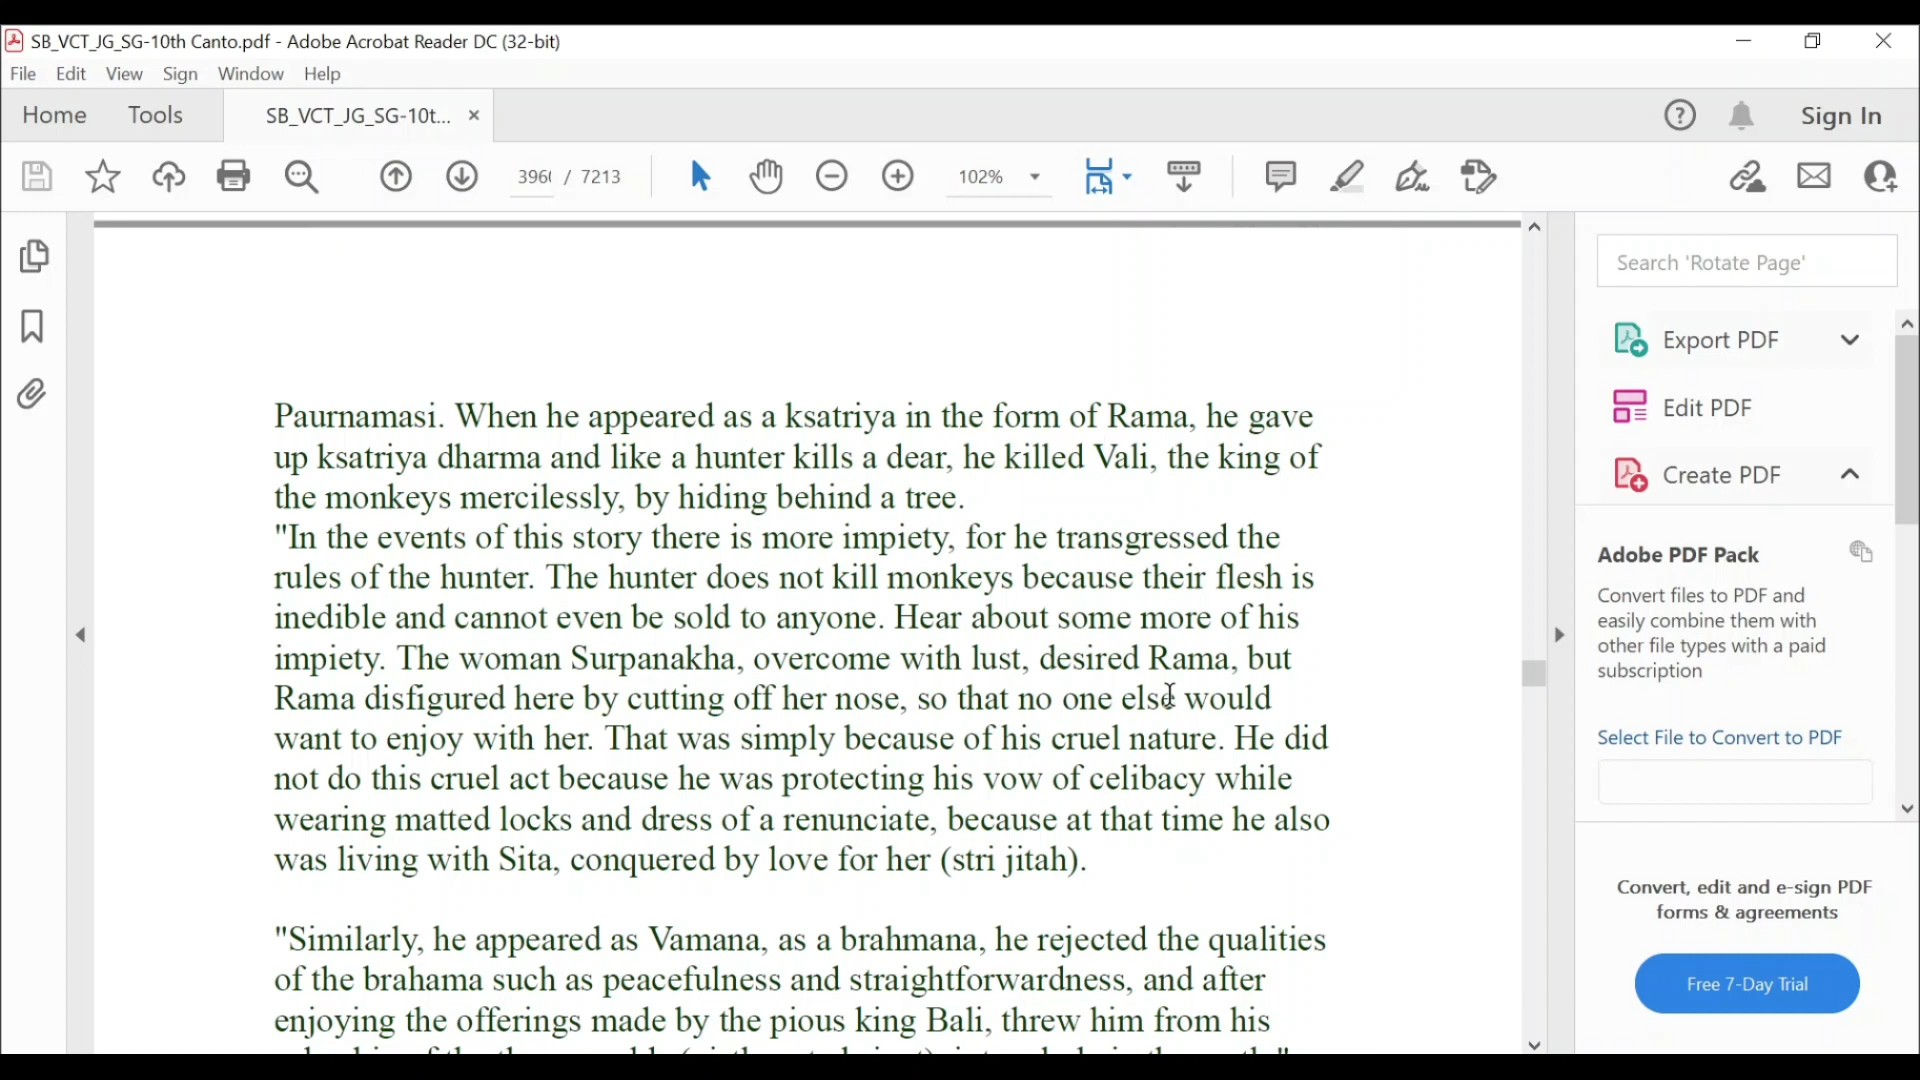 SB_VCT_JG_SG-10th Canto.pdf - Adobe Acrobat Reader DC (32-bit)
File Edit View Sign Window Help
Home Tools SB_VCT_JG_SG-10t... × Sign In
/ 7213 102%
Search 'Rotate Page'
Export PDF
Edit PDF
Create PDF
Adobe PDF Pack
Convert files to PDF and
easily combine them with
other file types with a paid
subscription
Select File to Convert to PDF
Convert, edit and e-sign PDF
forms & agreements
Free 7-Day Trial
Paurnamasi. When he appeared as a ksatriya in the form of Rama, he gave
up ksatriya dharma and like a hunter kills a dear, he killed Vali, the king of
the monkeys mercilessly, by hiding behind a tree.
"In the events of this story there is more impiety, for he transgressed the
rules of the hunter. The hunter does not kill monkeys because their flesh is
inedible and cannot even be sold to anyone. Hear about some more of his
impiety. The woman Surpanakha, overcome with lust, desired Rama, but
Rama disfigured here by cutting off her nose, so that no one else would
want to enjoy with her. That was simply because of his cruel nature. He did
not do this cruel act because he was protecting his vow of celibacy while
wearing matted locks and dress of a renunciate, because at that time he also
was living with Sita, conquered by love for her (stri jitah).
"Similarly, he appeared as Vamana, as a brahmana, he rejected the qualities
of the brahama such as peacefulness and straightforwardness, and after
enjoying the offerings made by the pious king Bali, threw him from his